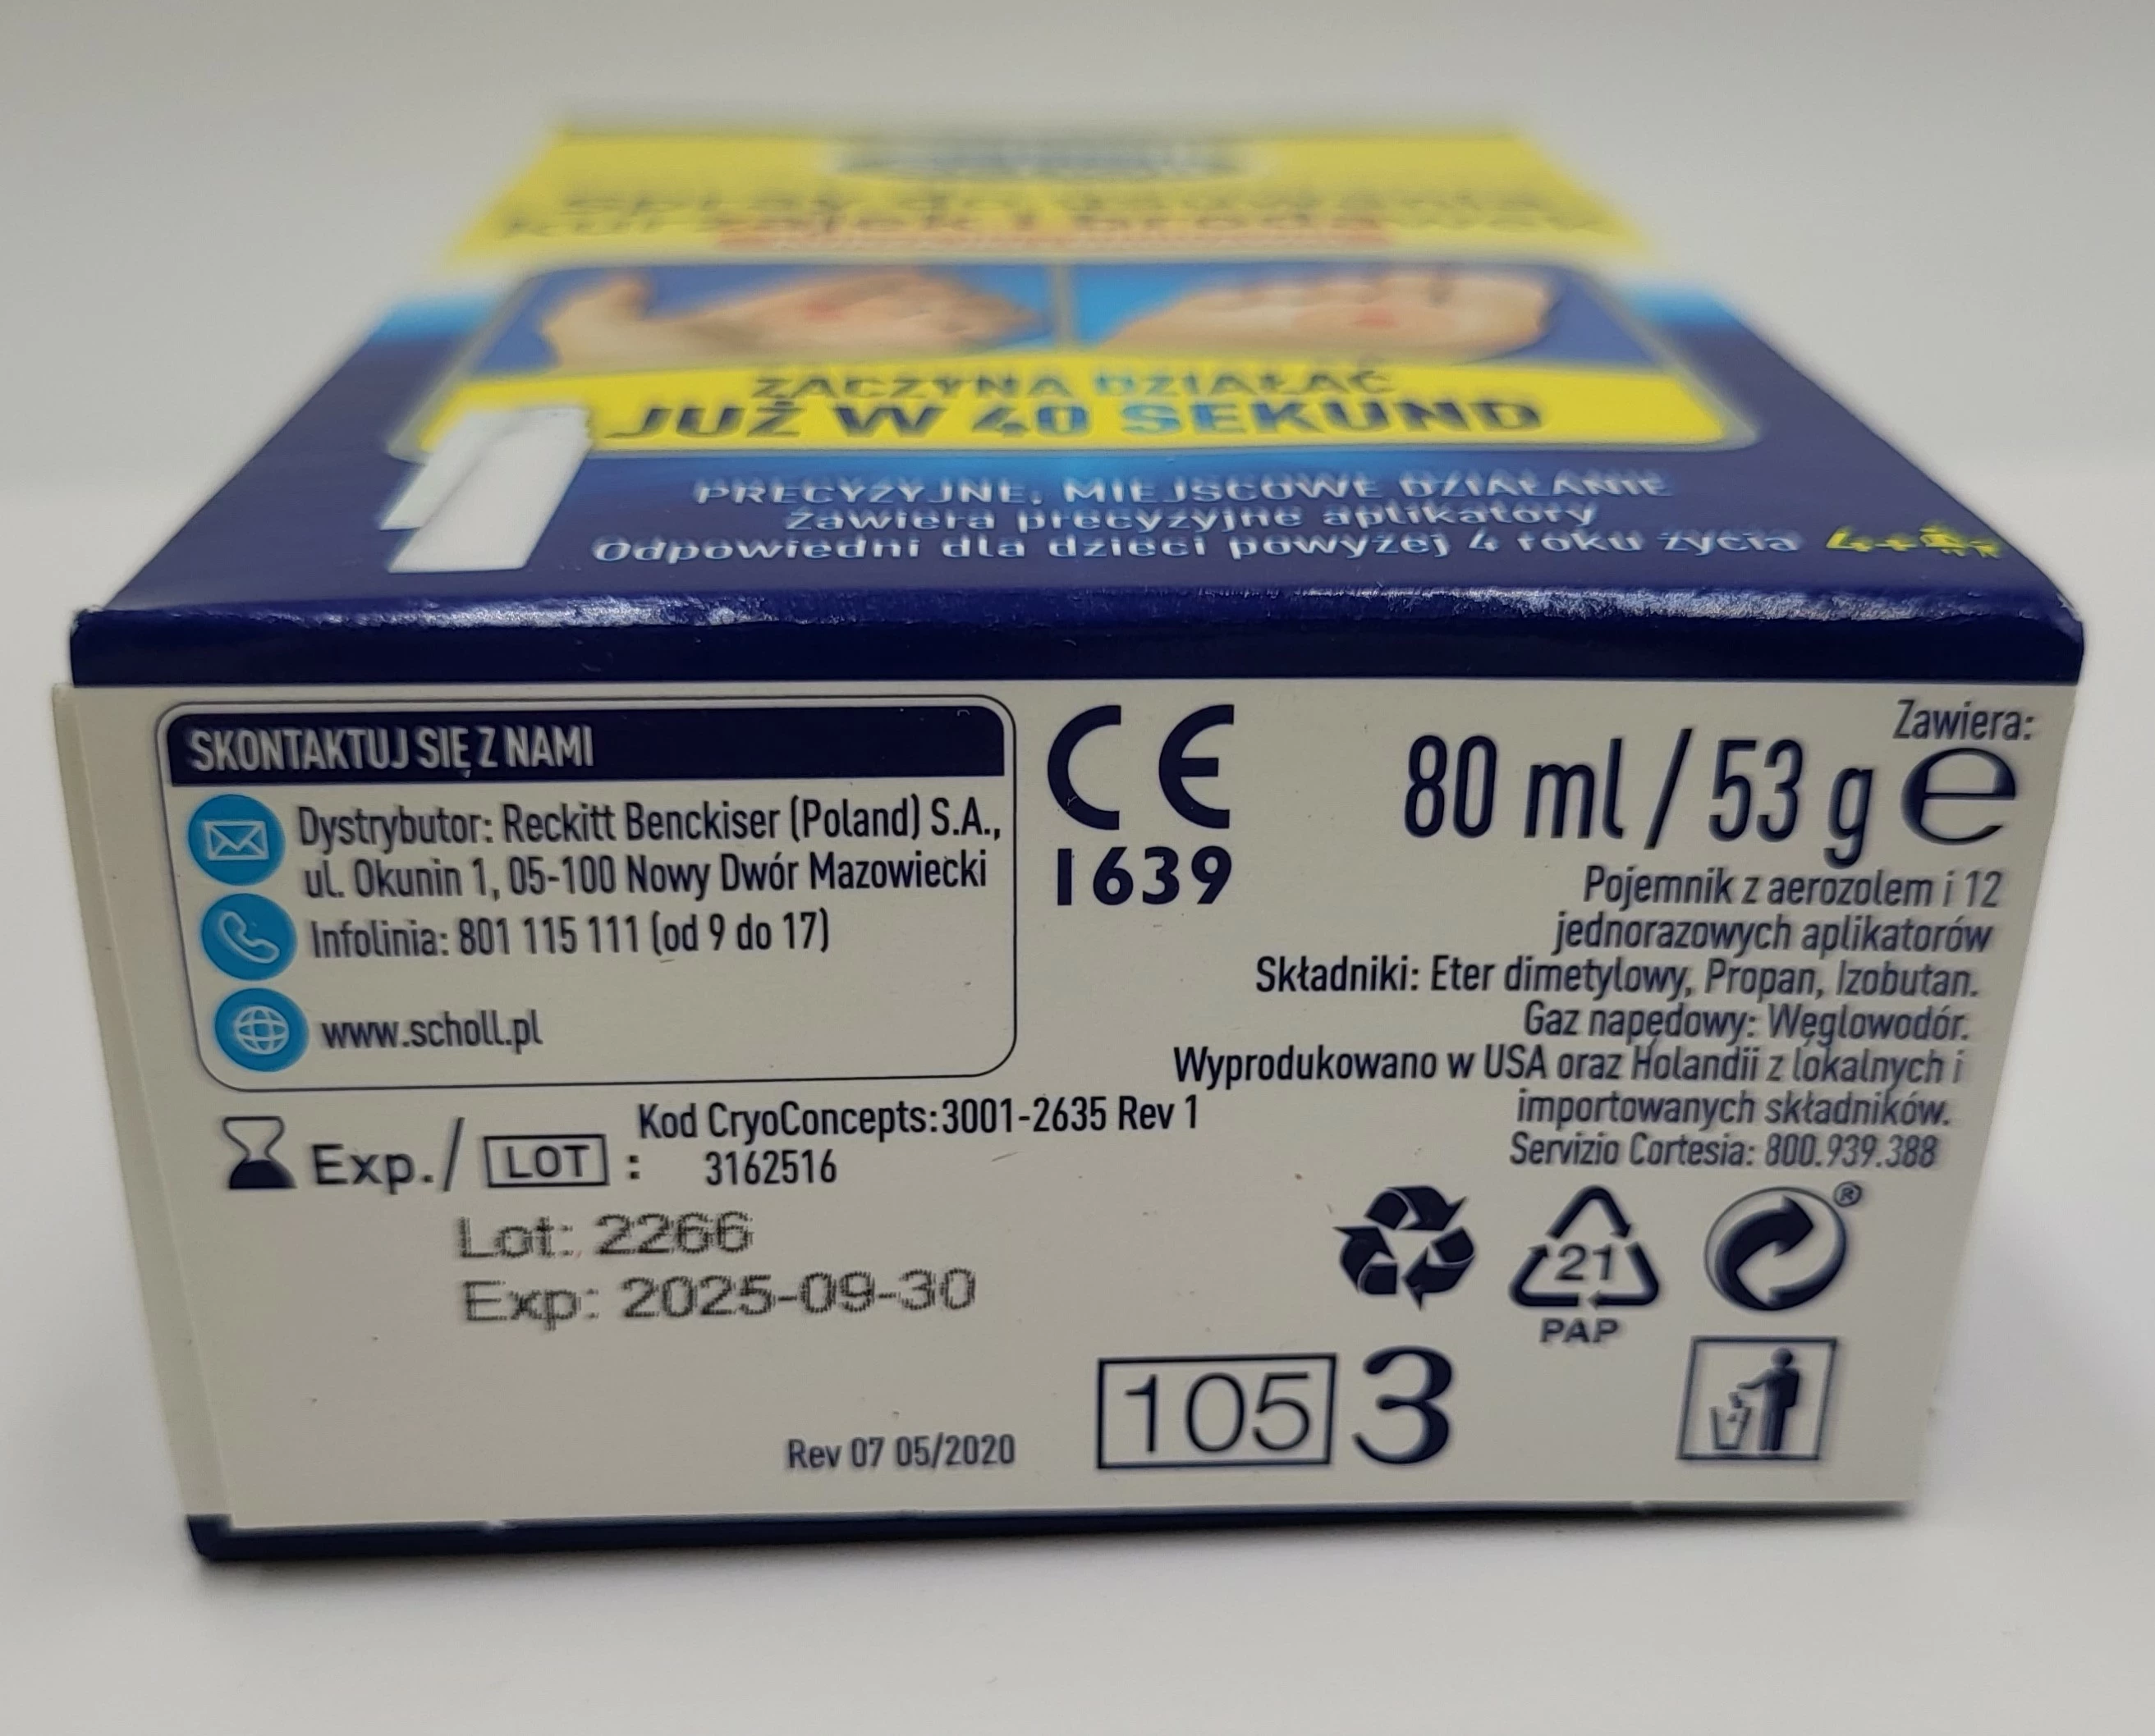 kurzajek i brodawek
ZACZYNA DZIAŁAĆ
JUŻ W 40 SEKUND
PRECYZYJNE, MIEJSCOWE DZIAŁANIE
Zawiera precyzyjne aplikatory
Odpowiedni dla dzieci powyżej 4 roku życia 4+
SKONTAKTUJ SIĘ Z NAMI
Dystrybutor: Reckitt Benckiser (Poland) S.A.,
ul. Okunin 1, 05-100 Nowy Dwór Mazowiecki
Infolinia: 801 115 111 (od 9 do 17)
www.scholl.pl
CE
1639
Zawiera:
80 ml / 53 g e
Pojemnik z aerozolem i 12
jednorazowych aplikatorów
Składniki: Eter dimetylowy, Propan, Izobutan.
Gaz napędowy: Węglowodór.
Wyprodukowano w USA oraz Holandii z lokalnych i
importowanych składników.
Servizio Cortesia: 800.939.388
Kod CryoConcepts:3001-2635 Rev 1
Exp./ LOT : 3162516
Lot: 2266
Exp: 2025-09-30
Rev 07 05/2020
105 3
21
PAP
®